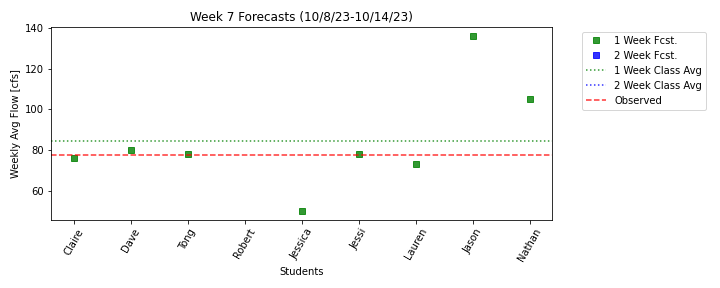 Week 7 Forecasts (10/8/23-10/14/23)
140
120
100
80
60
Weekly Avg Flow [cfs]
Claire
Dave
Tong
Robert
Jessica
Jessi
Lauren
Jason
Nathan
Students
1 Week Fcst.
2 Week Fcst.
1 Week Class Avg
2 Week Class Avg
Observed